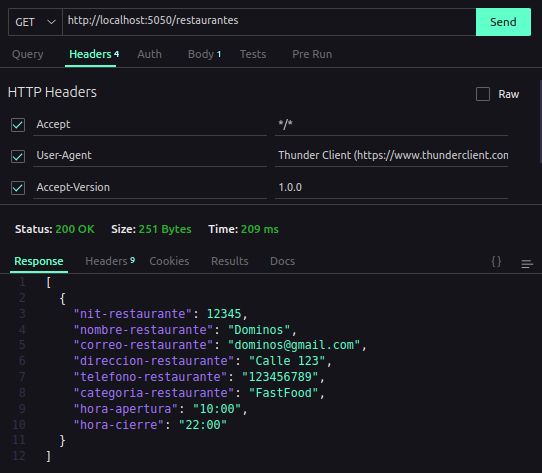 GET http://localhost:5050/restaurantes Send
Query Headers 4 Auth Body 1 Tests Pre Run
HTTP Headers Raw
Accept */*
User-Agent Thunder Client (https://www.thunderclient.con
Accept-Version 1.0.0
Status: 200 OK Size: 251 Bytes Time: 209 ms
Response Headers 9 Cookies Results Docs {}
1 [
2 {
3 "nit-restaurante": 12345,
4 "nombre-restaurante": "Dominos",
5 "correo-restaurante": "dominos@gmail.com",
6 "direccion-restaurante": "Calle 123",
7 "telefono-restaurante": "123456789",
8 "categoria-restaurante": "FastFood",
9 "hora-apertura": "10:00",
10 "hora-cierre": "22:00"
11 }
12 ]